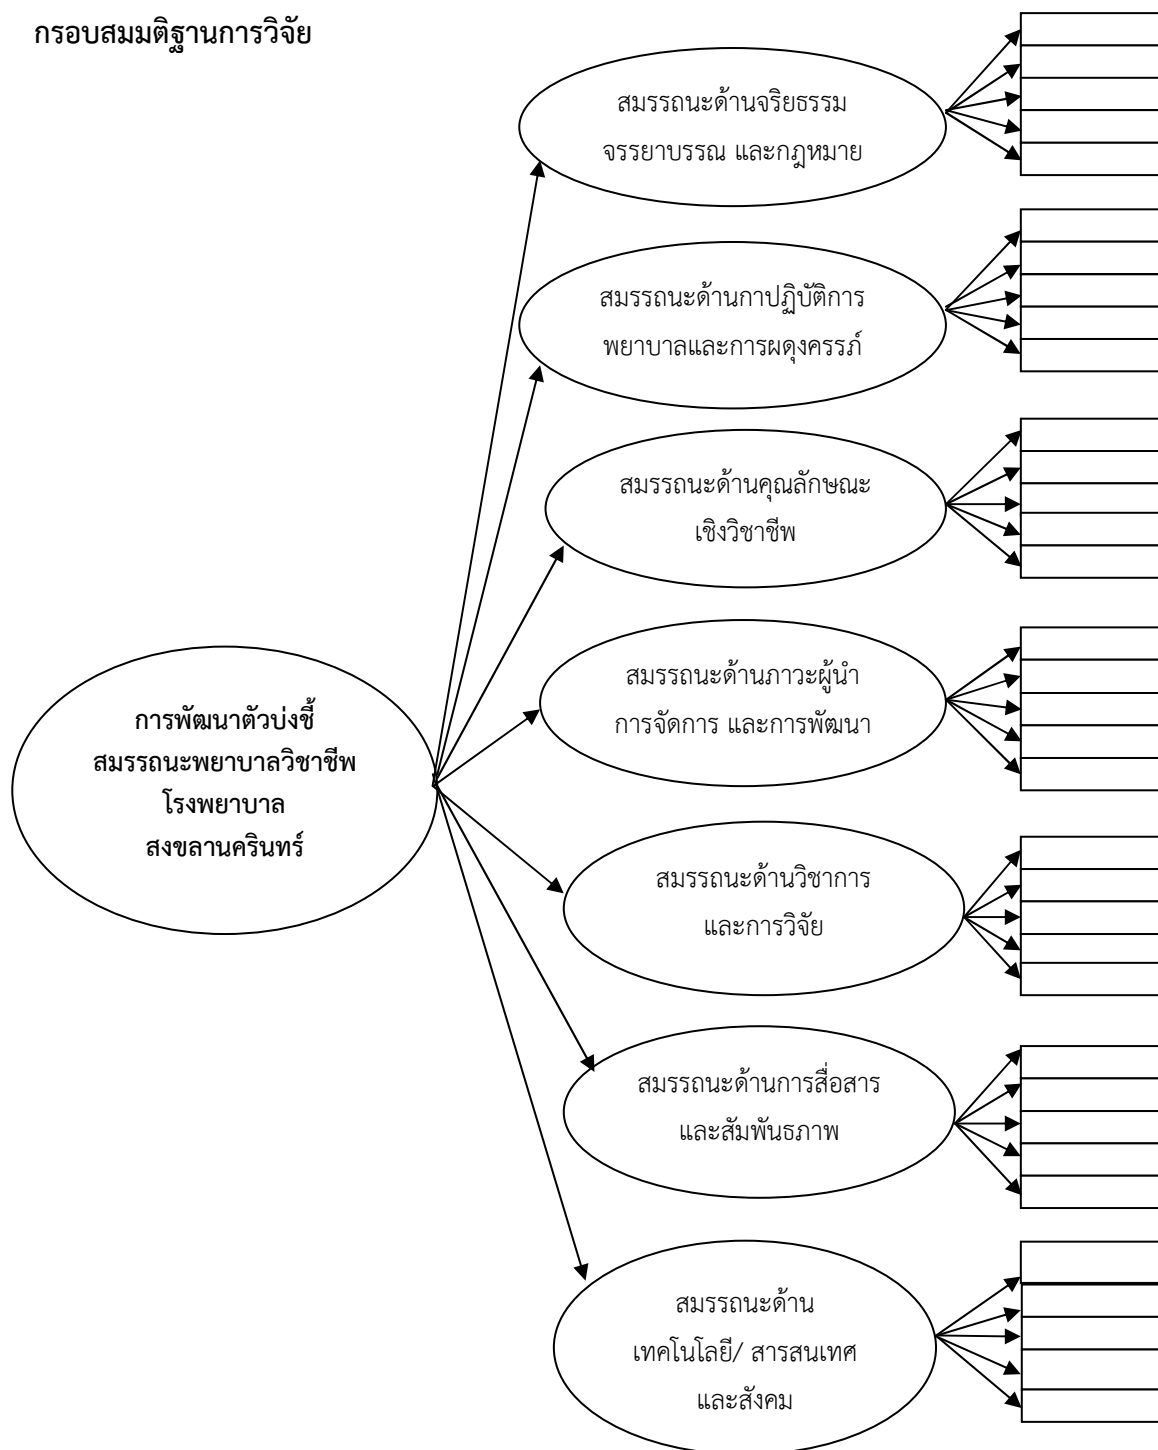 กรอบสมมติฐานการวิจัย
สมรรถนะด้านจริยธรรม
จรรยาบรรณ และกฎหมาย
สมรรถนะด้านกาปฏิบัติการ
พยาบาลและการผดุงครรภ์
สมรรถนะด้านคุณลักษณะ
เชิงวิชาชีพ
สมรรถนะด้านภาวะผู้นำ
การจัดการ และการพัฒนา
การพัฒนาตัวบ่งชี้
สมรรถนะพยาบาลวิชาชีพ
โรงพยาบาล
สงขลานครินทร์
สมรรถนะด้านวิชาการ
และการวิจัย
สมรรถนะด้านการสื่อสาร
และสัมพันธภาพ
สมรรถนะด้าน
เทคโนโลยี/ สารสนเทศ
และสังคม